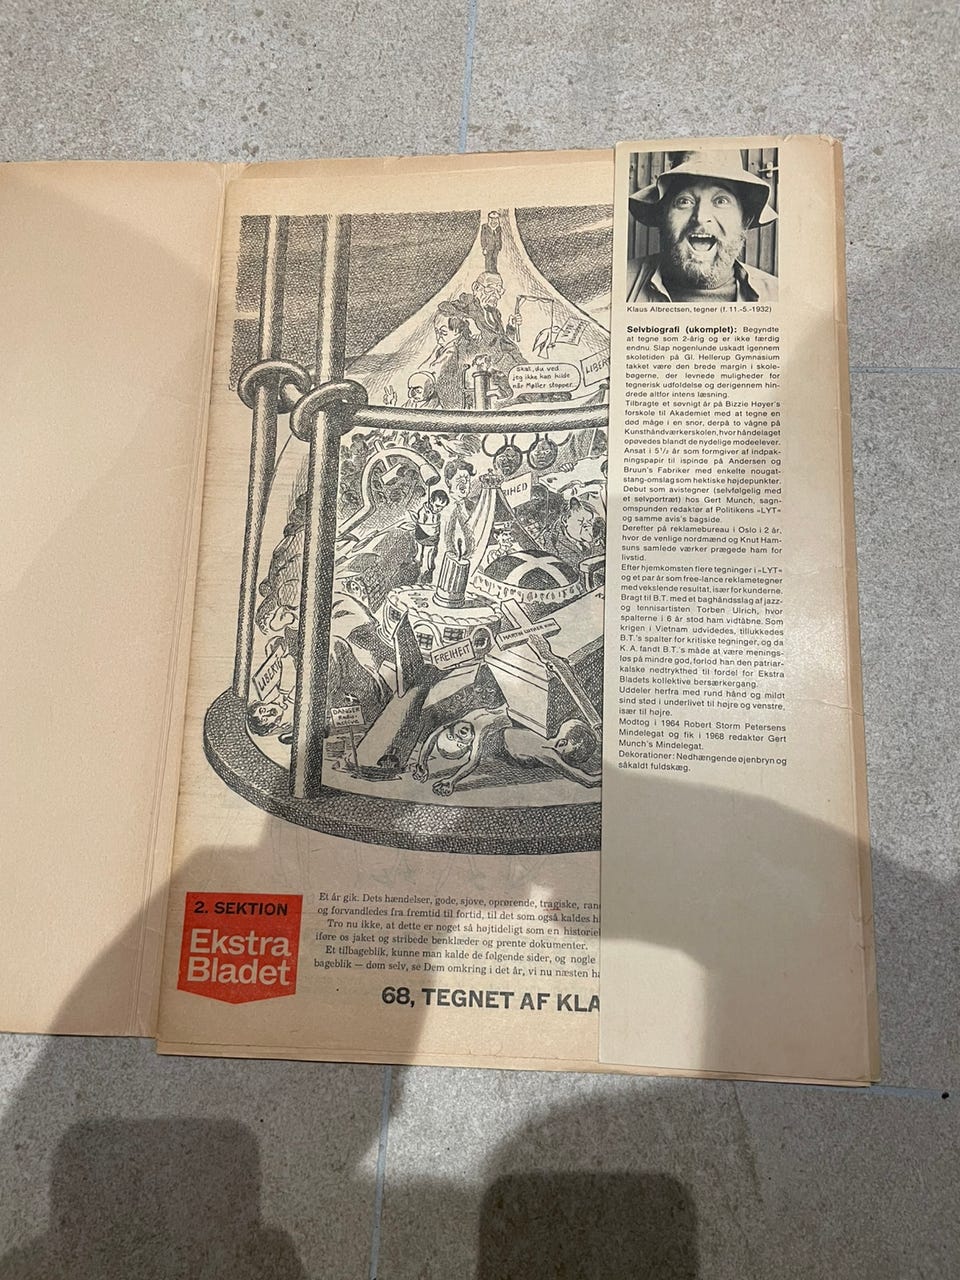 Skal, du ved...
jeg ikke kan hilde
når Møller stopper.
LIBER
FREIHEIT
MARTIN LUTHER KING
LIBERTY
DANGER
Radio-
active
2. SEKTION
Ekstra
Bladet
Et år gik. Dets hændelser, gode, sjove, oprørende, tragiske, ran
og forvandledes fra fremtid til fortid, til det som også kaldes hi
Tro nu ikke, at dette er noget så højtideligt som en historiel
iføre os jaket og stribede benklæder og prente dokumenter.
Et tilbageblik, kunne man kalde de følgende sider, og nogle
bageblik — døm selv, se Dem omkring i det år, vi nu næsten ha
68, TEGNET AF KLA
Klaus Albrectsen, tegner (f. 11.-5.-1932)
Selvbiografi (ukomplet): Begyndte
at tegne som 2-årig og er ikke færdig
endnu. Slap nogenlunde uskadt igennem
skoletiden på Gl. Hellerup Gymnasium
takket være den brede margin i skole-
bøgerne, der levnede muligheder for
tegnerisk udfoldelse og derigennem hin-
drede altfor intens læsning.
Tilbragte et søvnigt år på Bizzie Høyer's
forskole til Akademiet med at tegne en
død måge i en snor, derpå to vågne på
Kunsthåndværkerskolen, hvor håndelaget
opøvedes blandt de nydelige modeelever.
Ansat i 5½ år som formgiver af indpak-
ningspapir til ispinde på Andersen og
Bruun's Fabriker med enkelte nougat-
stang-omslag som hektiske højdepunkter.
Debut som avistegner (selvfølgelig med
et selvportræt) hos Gert Munch, sagn-
omspunden redaktør af Politikens »LYT«
og samme avis's bagside.
Derefter på reklamebureau i Oslo i 2 år,
hvor de venlige nordmænd og Knut Ham-
suns samlede værker prægede ham for
livstid.
Efter hjemkomsten flere tegninger i »LYT«
og et par år som free-lance reklametegner
med vekslende resultat, især for kunderne.
Bragt til B.T. med et baghåndsslag af jazz-
og tennisartisten Torben Ulrich, hvor
spalterne i 6 år stod ham vidtåbne. Som
krigen i Vietnam udvidedes, tillukkedes
B.T.'s spalter for kritiske tegninger, og da
K. A. fandt B.T.'s måde at være menings-
løs på mindre god, forlod han den patriar-
kalske nedtrykthed til fordel for Ekstra
Bladets kollektive bersærkergang.
Uddeler herfra med rund hånd og mildt
sind stød i underlivet til højre og venstre,
især til højre.
Modtog i 1964 Robert Storm Petersens
Mindelegat og fik i 1968 redaktør Gert
Munch's Mindelegat.
Dekorationer: Nedhængende øjenbryn og
såkaldt fuldskæg.